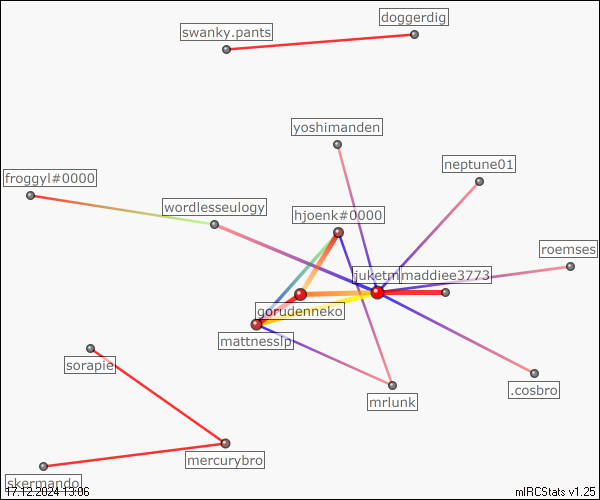 doggerdig
swanky.pants
yoshimanden
neptune01
froggyl#0000
wordlesseulogy
hjoenk#0000
roemses
maddiee3773
gorudenneko
mattnesslp
sorapie
.cosbro
mrlunk
mercurybro
skermando
17.12.2024 13:06
mIRCStats v1.25